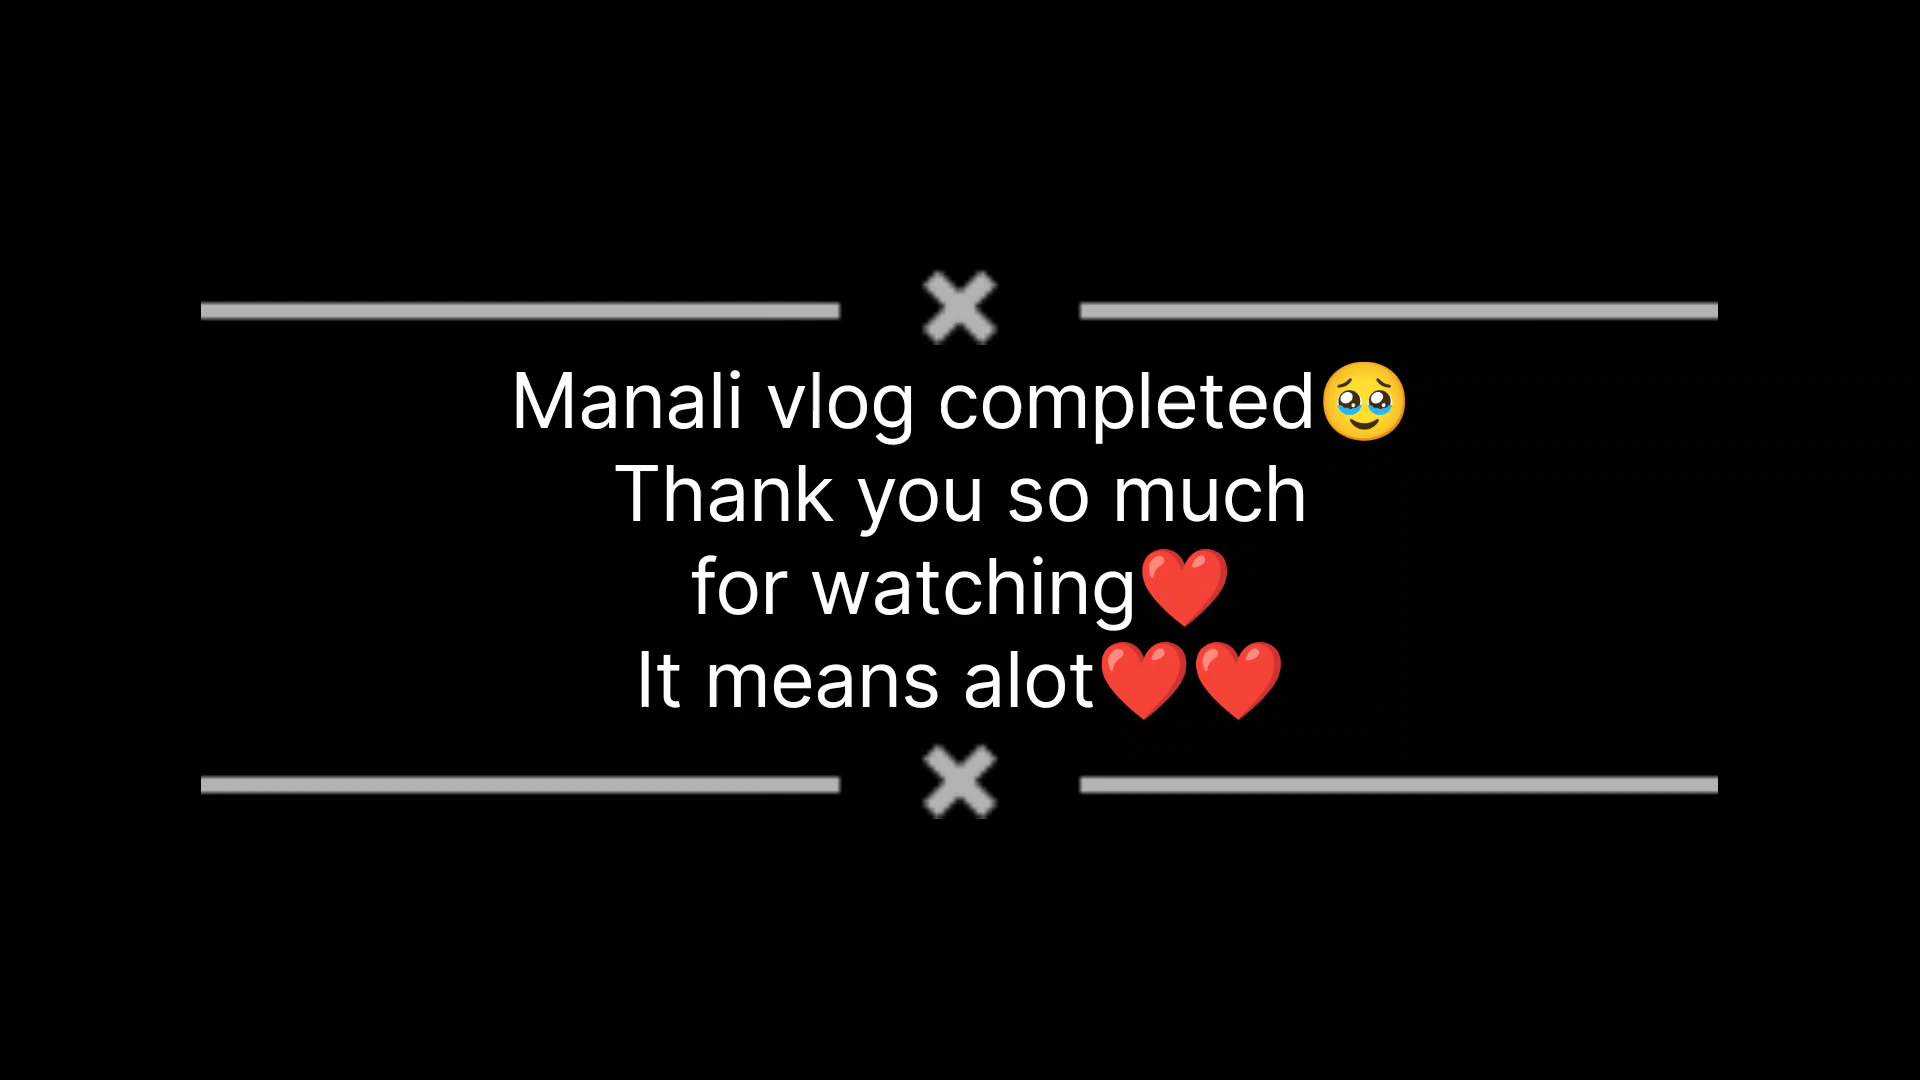 Manali vlog completed🥹
Thank you so much
for watching❤️
It means alot❤️❤️